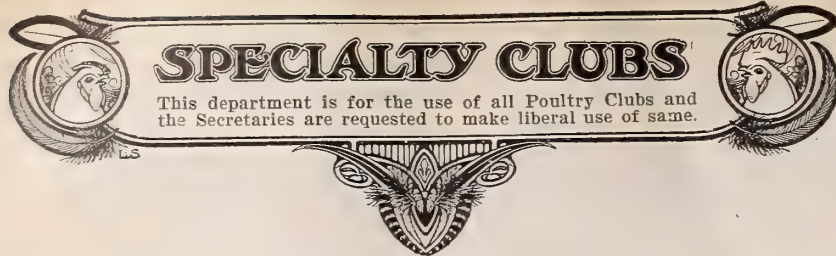 SPECIALTY CLUBS
This department is for the use of all Poultry Clubs and
the Secretaries are requested to make liberal use of same.
LS